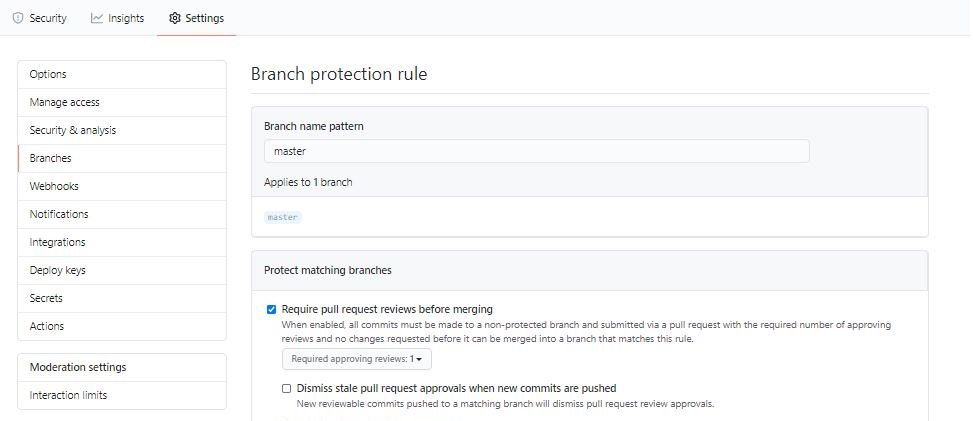 Security Insights Settings
Options
Manage access
Security & analysis
Branches
Webhooks
Notifications
Integrations
Deploy keys
Secrets
Actions
Moderation settings
Interaction limits
Branch protection rule
Branch name pattern
master
Applies to 1 branch
master
Protect matching branches
Require pull request reviews before merging
When enabled, all commits must be made to a non-protected branch and submitted via a pull request with the required number of approving
reviews and no changes requested before it can be merged into a branch that matches this rule.
Required approving reviews: 1
Dismiss stale pull request approvals when new commits are pushed
New reviewable commits pushed to a matching branch will dismiss pull request review approvals.